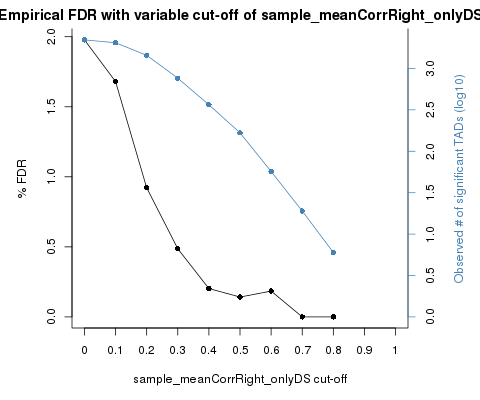 Empirical FDR with variable cut-off of sample_meanCorrRight_onlyDS
% FDR
2.0
1.5
1.0
0.5
0.0
3.0
2.5
2.0
1.5
1.0
0.5
0.0
Observed # of significant TADs (log10)
0 0.1 0.2 0.3 0.4 0.5 0.6 0.7 0.8 0.9 1
sample_meanCorrRight_onlyDS cut-off